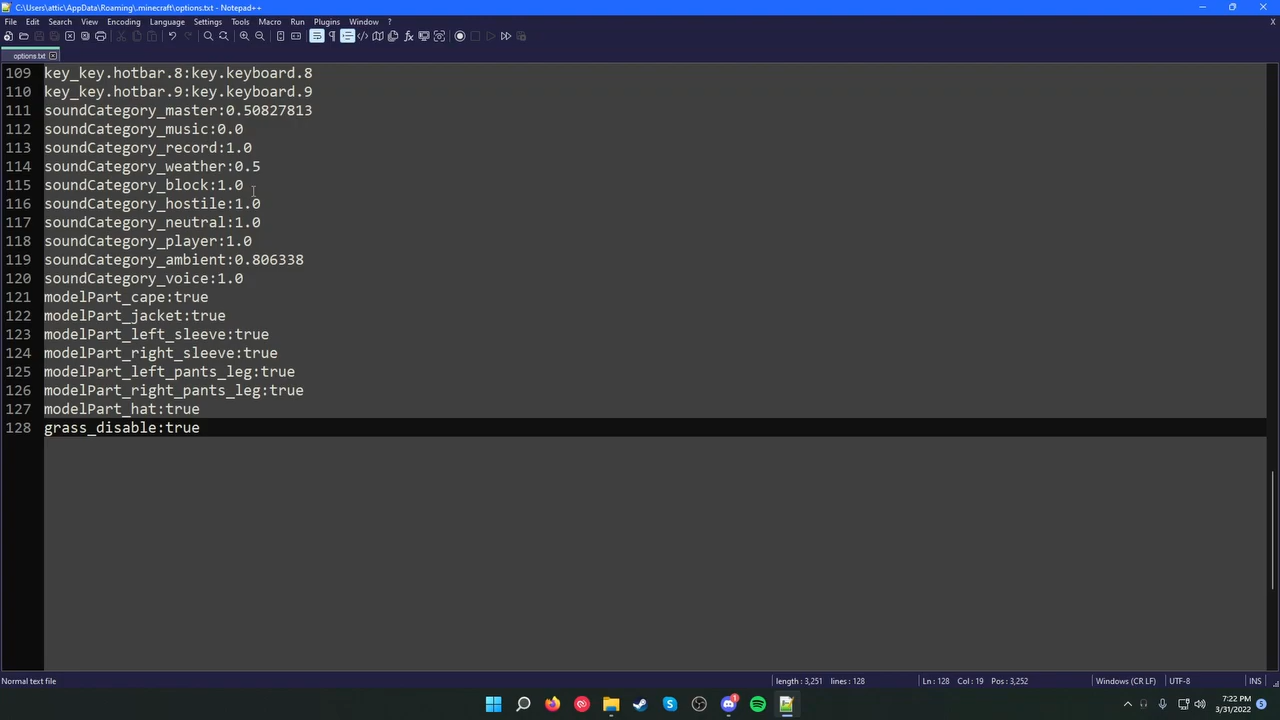 C:\Users\attic\AppData\Roaming\.minecraft\options.txt - Notepad++
File Edit Search View Encoding Language Settings Tools Macro Run Plugins Window ? X
options.txt
109 key_key.hotbar.8:key.keyboard.8
110 key_key.hotbar.9:key.keyboard.9
111 soundCategory_master:0.50827813
112 soundCategory_music:0.0
113 soundCategory_record:1.0
114 soundCategory_weather:0.5
115 soundCategory_block:1.0
116 soundCategory_hostile:1.0
117 soundCategory_neutral:1.0
118 soundCategory_player:1.0
119 soundCategory_ambient:0.806338
120 soundCategory_voice:1.0
121 modelPart_cape:true
122 modelPart_jacket:true
123 modelPart_left_sleeve:true
124 modelPart_right_sleeve:true
125 modelPart_left_pants_leg:true
126 modelPart_right_pants_leg:true
127 modelPart_hat:true
128 grass_disable:true
Normal text file length : 3,251 lines : 128 Ln : 128 Col : 19 Pos : 3,252 Windows (CR LF) UTF-8 INS
7:22 PM
3/31/2022